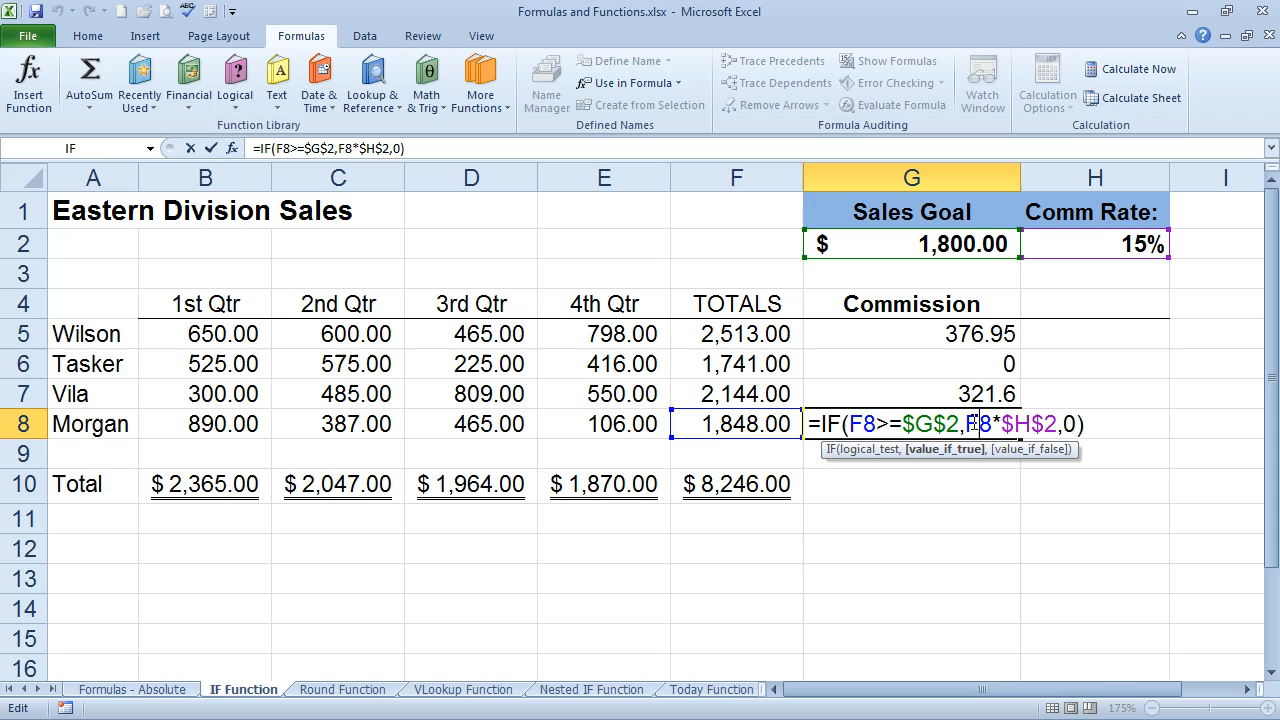 Formulas and Functions.xlsx - Microsoft Excel
File Home Insert Page Layout Formulas Data Review View
Insert Function
AutoSum
Recently Used
Financial
Logical
Text
Date & Time
Lookup & Reference
Math & Trig
More Functions
Function Library
Name Manager
Define Name
Use in Formula
Create from Selection
Defined Names
Trace Precedents
Trace Dependents
Remove Arrows
Show Formulas
Error Checking
Evaluate Formula
Formula Auditing
Watch Window
Calculation Options
Calculate Now
Calculate Sheet
Calculation
IF =IF(F8>=$G$2,F8*$H$2,0)
A B C D E F G H I
1 Eastern Division Sales Sales Goal Comm Rate:
2 $ 1,800.00 15%
3
4 1st Qtr 2nd Qtr 3rd Qtr 4th Qtr TOTALS Commission
5 Wilson 650.00 600.00 465.00 798.00 2,513.00 376.95
6 Tasker 525.00 575.00 225.00 416.00 1,741.00 0
7 Vila 300.00 485.00 809.00 550.00 2,144.00 321.6
8 Morgan 890.00 387.00 465.00 106.00 1,848.00 =IF(F8>=$G$2,F8*$H$2,0)
IF(logical_test, [value_if_true], [value_if_false])
9
10 Total $ 2,365.00 $ 2,047.00 $ 1,964.00 $ 1,870.00 $ 8,246.00
11
12
13
14
15
16
Formulas - Absolute IF Function Round Function VLookup Function Nested IF Function Today Function
Edit 175%